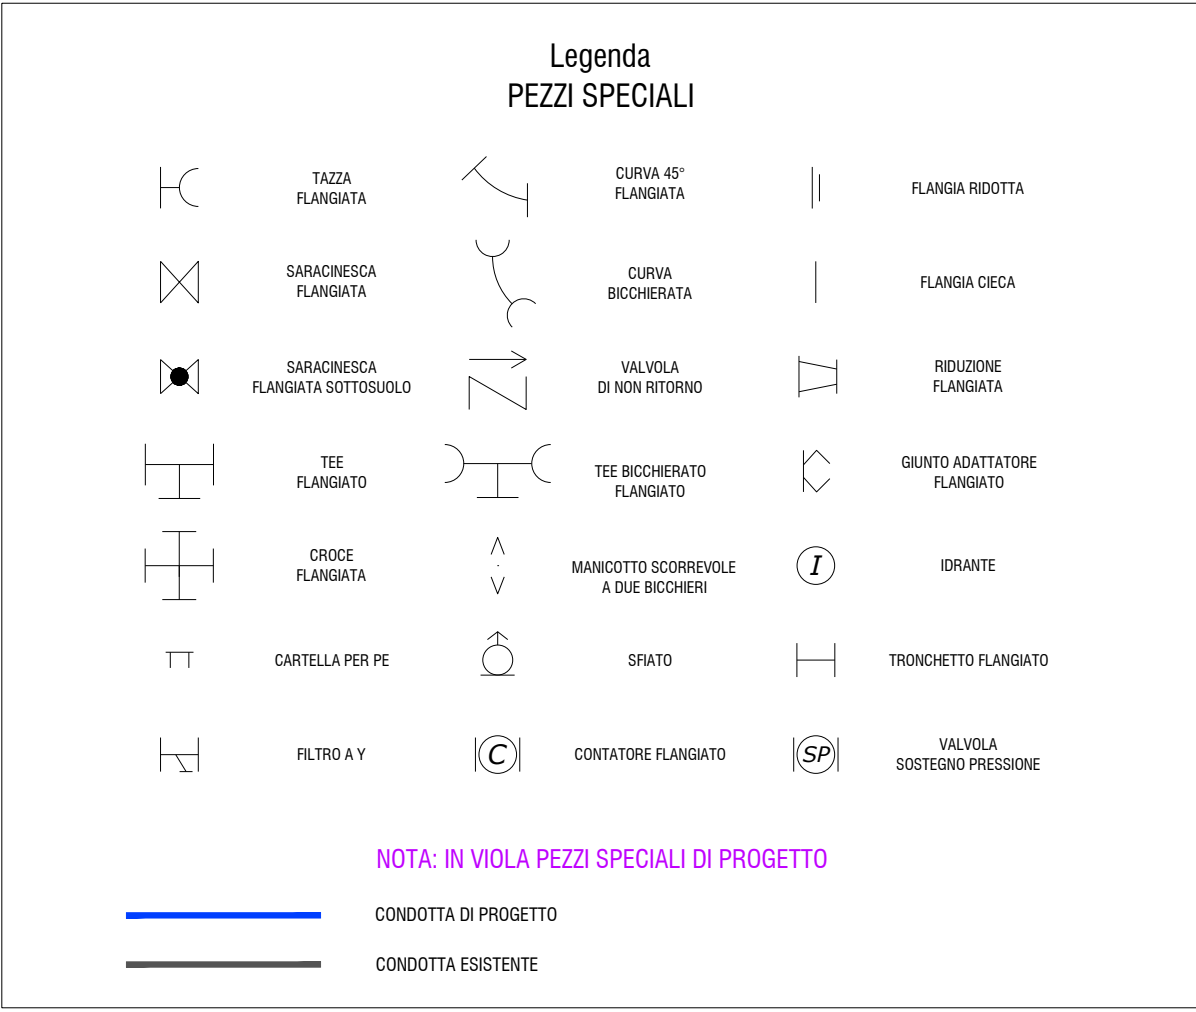 Legenda
PEZZI SPECIALI
TAZZA
FLANGIATA
CURVA 45°
FLANGIATA
FLANGIA RIDOTTA
SARACINESCA
FLANGIATA
CURVA
BICCHIERATA
FLANGIA CIECA
SARACINESCA
FLANGIATA SOTTOSUOLO
VALVOLA
DI NON RITORNO
RIDUZIONE
FLANGIATA
TEE
FLANGIATO
TEE BICCHIERATO
FLANGIATO
GIUNTO ADATTATORE
FLANGIATO
CROCE
FLANGIATA
MANICOTTO SCORREVOLE
A DUE BICCHIERI
I
IDRANTE
CARTELLA PER PE
SFIATO
TRONCHETTO FLANGIATO
FILTRO A Y
C
CONTATORE FLANGIATO
SP
VALVOLA
SOSTEGNO PRESSIONE
NOTA: IN VIOLA PEZZI SPECIALI DI PROGETTO
CONDOTTA DI PROGETTO
CONDOTTA ESISTENTE